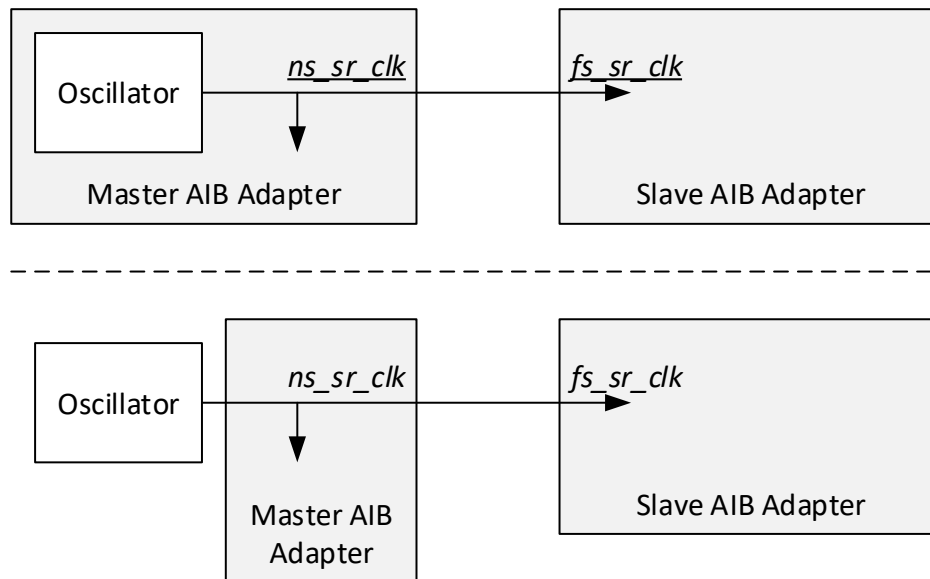 Oscillator
ns_sr_clk
fs_sr_clk
Master AIB Adapter
Slave AIB Adapter
Oscillator
ns_sr_clk
fs_sr_clk
Master AIB
Adapter
Slave AIB Adapter